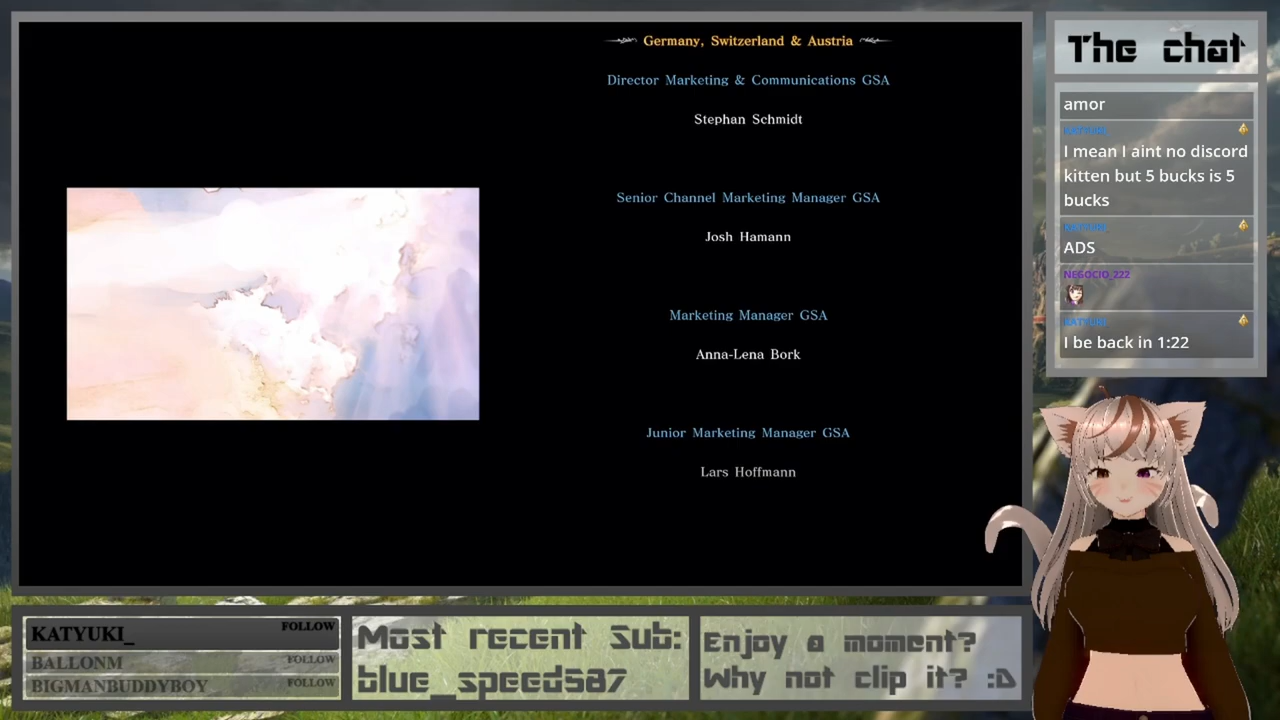 Germany, Switzerland & Austria
Director Marketing & Communications GSA
Stephan Schmidt
Senior Channel Marketing Manager GSA
Josh Hamann
Marketing Manager GSA
Anna-Lena Bork
Junior Marketing Manager GSA
Lars Hoffmann
The chat
amor
KATYUKI_
I mean I aint no discord
kitten but 5 bucks is 5
bucks
KATYUKI_
ADS
NEGOCIO_222
KATYUKI_
I be back in 1:22
KATYUKI_ FOLLOW
BALLONM FOLLOW
BIGMANBUDDYBOY FOLLOW
Most recent Sub:
blue_speed587
Enjoy a moment?
Why not clip it? :D